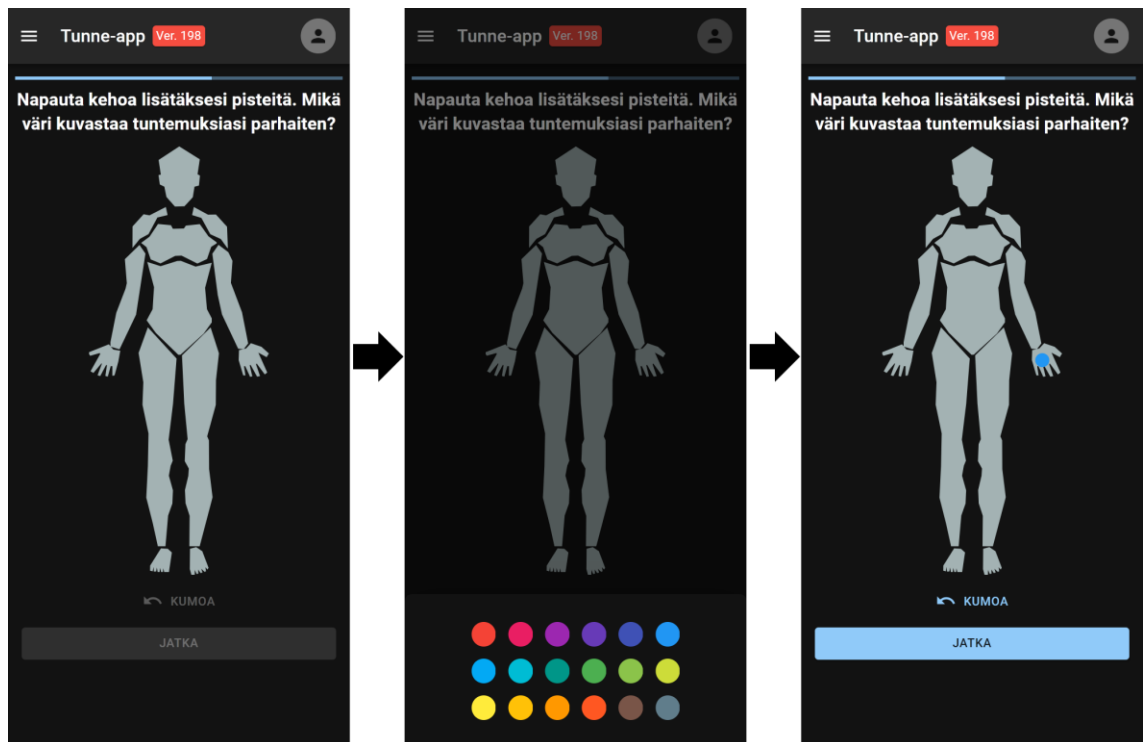 Tunne-app Ver. 198
Napauta kehoa lisätäksesi pisteitä. Mikä
väri kuvastaa tuntemuksiasi parhaiten?
KUMOA
JATKA
Tunne-app Ver. 198
Napauta kehoa lisätäksesi pisteitä. Mikä
väri kuvastaa tuntemuksiasi parhaiten?
Tunne-app Ver. 198
Napauta kehoa lisätäksesi pisteitä. Mikä
väri kuvastaa tuntemuksiasi parhaiten?
KUMOA
JATKA